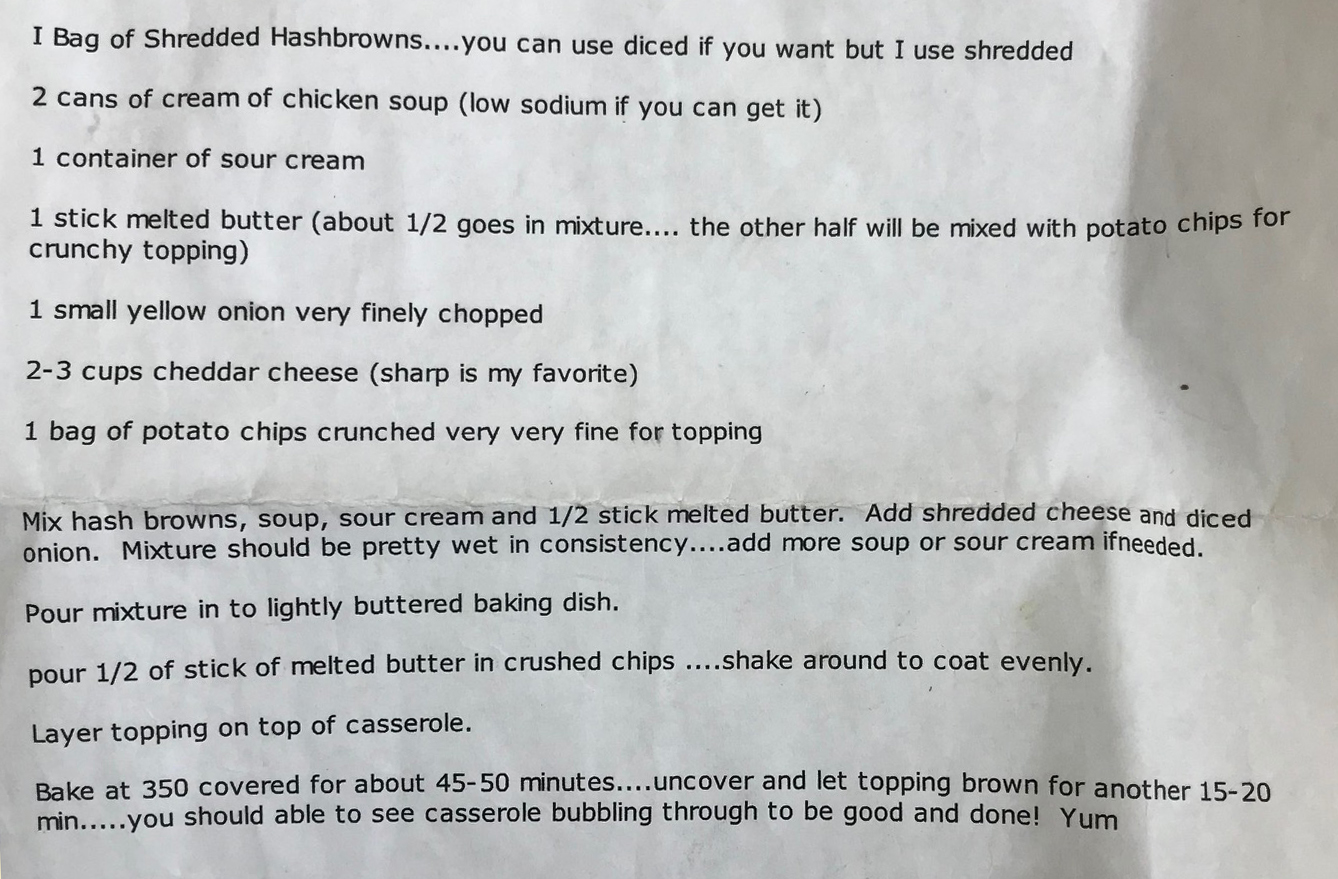 I Bag of Shredded Hashbrowns....you can use diced if you want but I use shredded
2 cans of cream of chicken soup (low sodium if you can get it)
1 container of sour cream
1 stick melted butter (about 1/2 goes in mixture.... the other half will be mixed with potato chips for
crunchy topping)
1 small yellow onion very finely chopped
2-3 cups cheddar cheese (sharp is my favorite)
1 bag of potato chips crunched very very fine for topping
Mix hash browns, soup, sour cream and 1/2 stick melted butter.  Add shredded cheese and diced
onion.  Mixture should be pretty wet in consistency....add more soup or sour cream ifneeded.
Pour mixture in to lightly buttered baking dish.
pour 1/2 of stick of melted butter in crushed chips ....shake around to coat evenly.
Layer topping on top of casserole.
Bake at 350 covered for about 45-50 minutes....uncover and let topping brown for another 15-20
min.....you should able to see casserole bubbling through to be good and done!  Yum